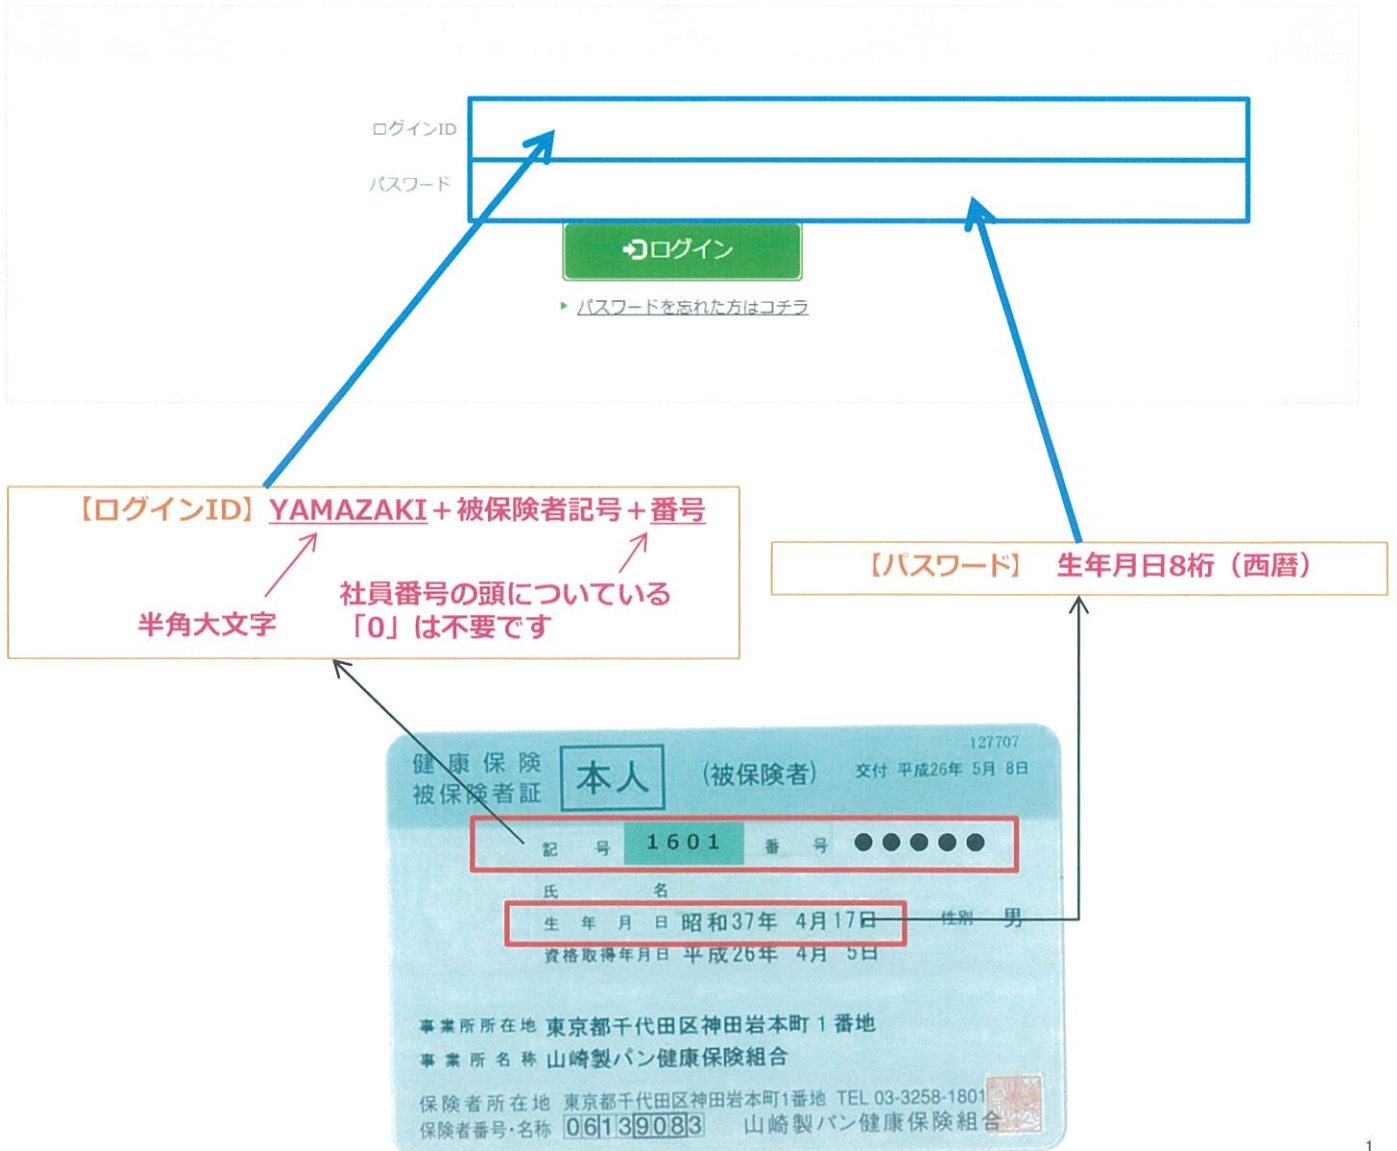 ログインID
パスワード
ログイン
パスワードを忘れた方はコチラ
【ログインID】YAMAZAKI+被保険者記号+番号
半角大文字
社員番号の頭についている
「0」は不要です
【パスワード】 生年月日8桁（西暦）
127707
健康保険
被保険者証
本人
(被保険者)
交付 平成26年 5月 8日
記号 1601 番号 ●●●●●
氏名
生年月日 昭和37年 4月17日 性別 男
資格取得年月日 平成26年 4月 5日
事業所所在地 東京都千代田区神田岩本町1番地
事業所名称 山崎製パン健康保険組合
保険者所在地 東京都千代田区神田岩本町1番地 TEL 03-3258-1801
保険者番号・名称 06139083 山崎製パン健康保険組合
1